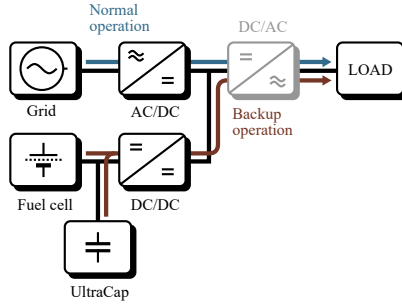 Normal
operation
DC/AC
LOAD
Grid
AC/DC
Backup
operation
Fuel cell
DC/DC
UltraCap